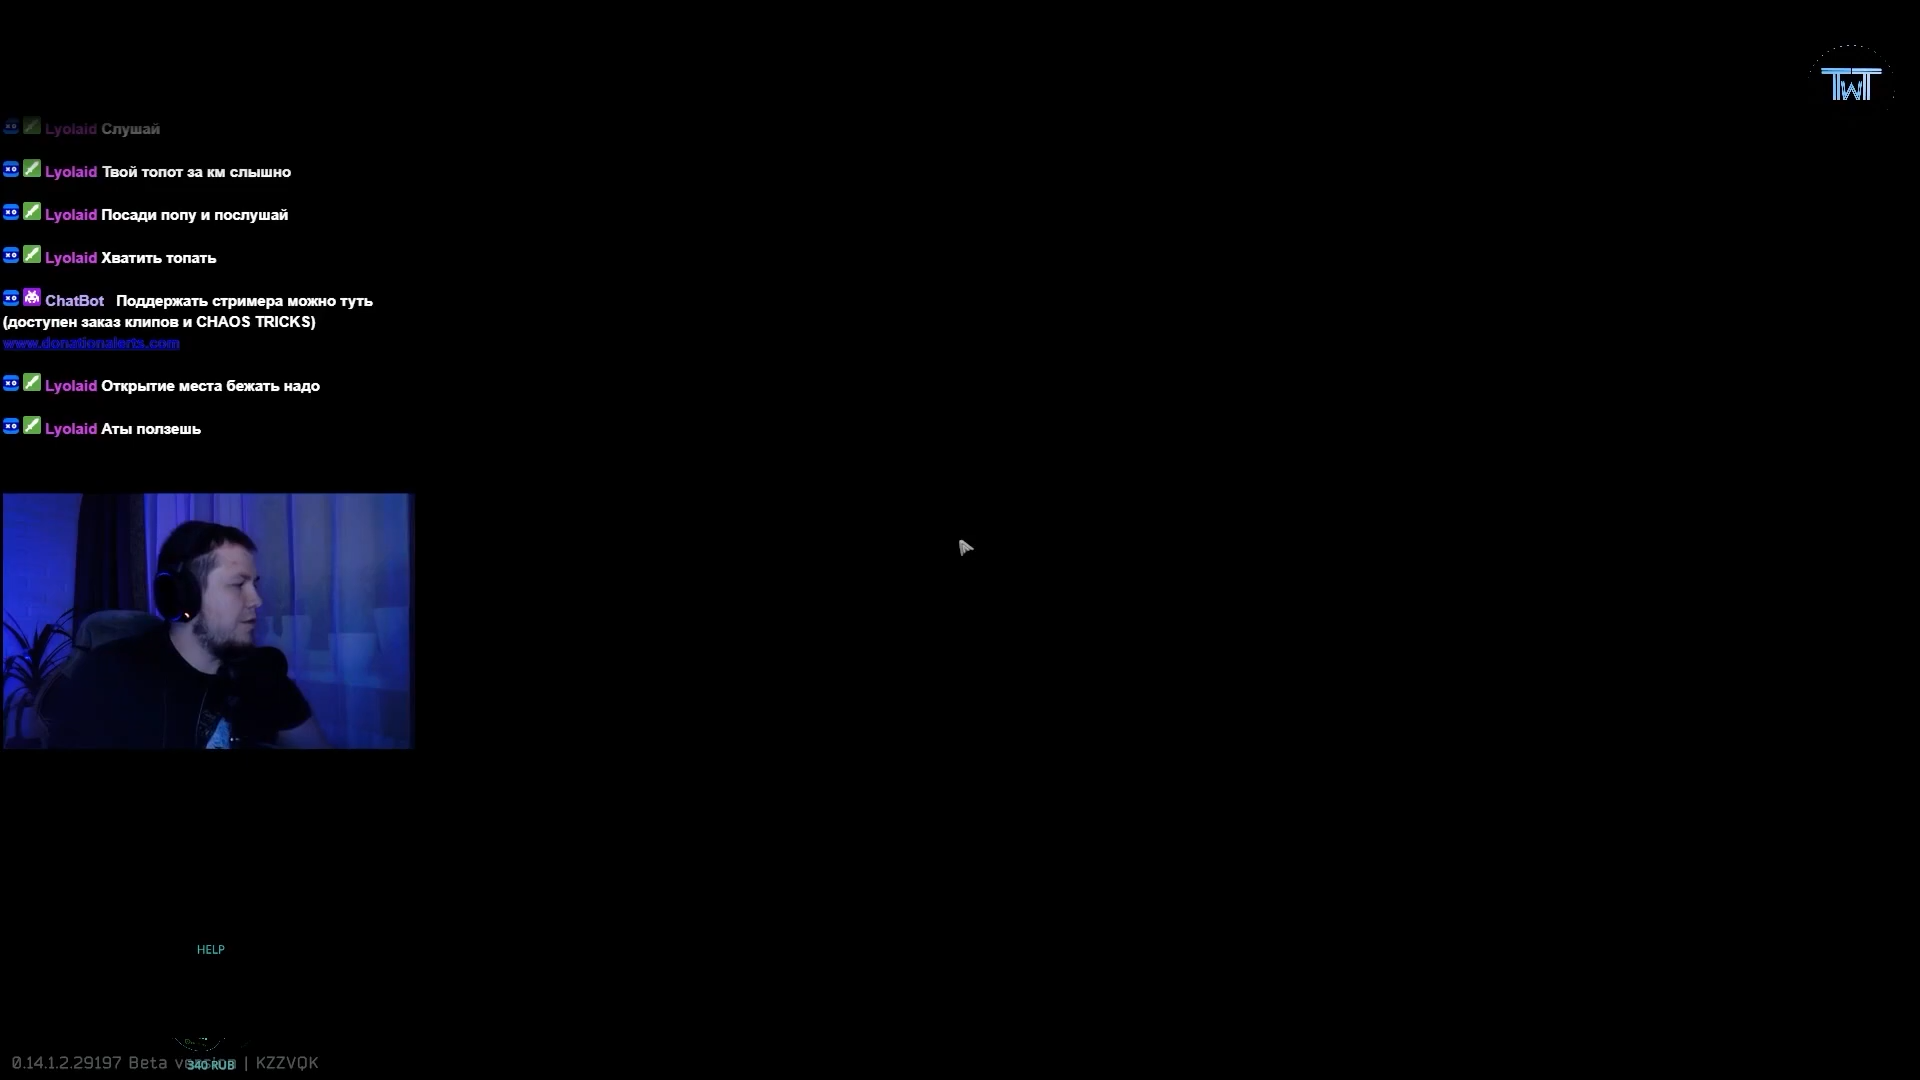 TWT
Lyolaid Слушай
Lyolaid Твой топот за км слышно
Lyolaid Посади попу и послушай
Lyolaid Хватить топать
ChatBot Поддержать стримера можно туть
(доступен заказ клипов и CHAOS TRICKS)
www.donationalerts.com
Lyolaid Открытие места бежать надо
Lyolaid Аты ползешь
HELP
0.14.1.2.29197 Beta version | KZZVQK
340 RUB